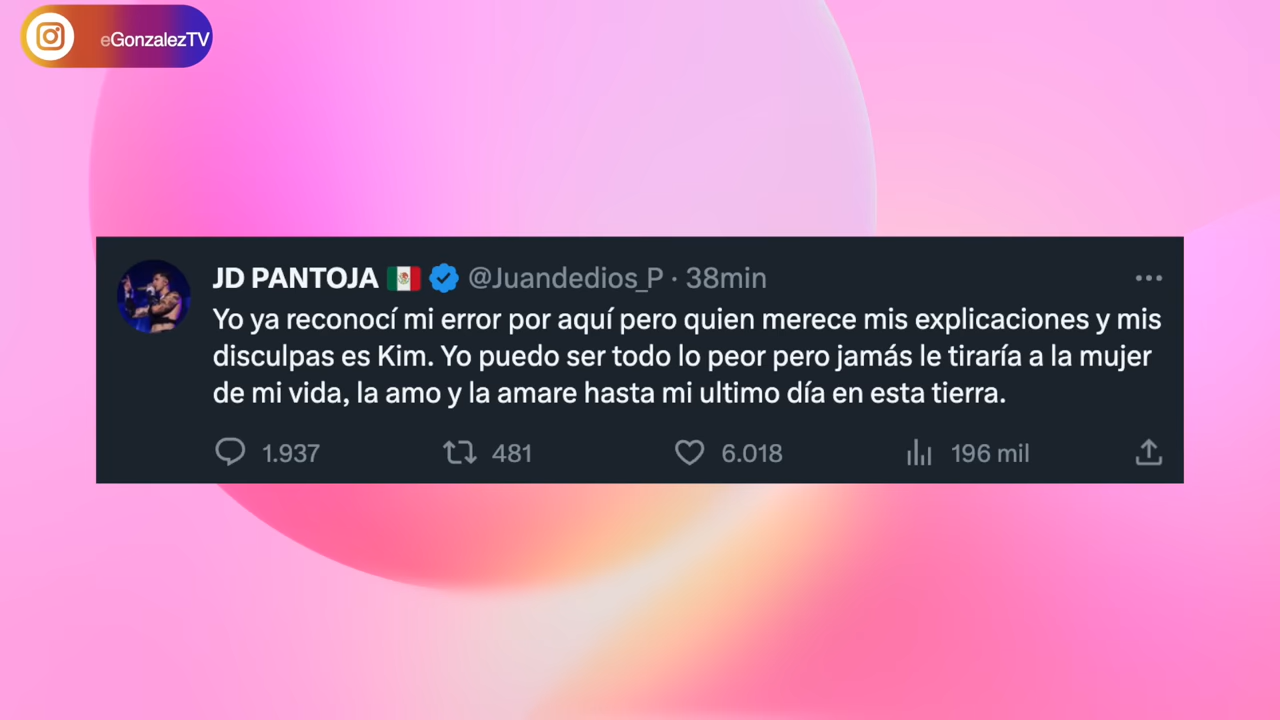 eGonzalezTV
JD PANTOJA 🇲🇽 @Juandedios_P · 38min
Yo ya reconocí mi error por aquí pero quien merece mis explicaciones y mis
disculpas es Kim. Yo puedo ser todo lo peor pero jamás le tiraría a la mujer
de mi vida, la amo y la amare hasta mi ultimo día en esta tierra.
1.937 481 6.018 196 mil